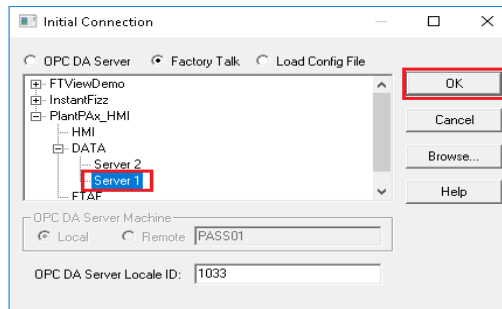 Initial Connection
OPC DA Server Factory Talk Load Config File
FTViewDemo
InstantFizz
PlantPAx_HMI
HMI
DATA
Server 2
Server 1
FTAE
OK
Cancel
Browse...
Help
OPC DA Server Machine
Local Remote PASS01
OPC DA Server Locale ID: 1033